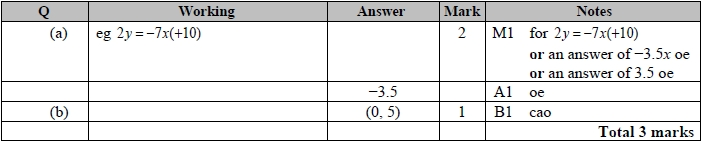 Q Working Answer Mark Notes
(a) eg 2y = −7x(+10) 2 M1 for 2y = −7x(+10)
or an answer of −3.5x oe
or an answer of 3.5 oe
−3.5 A1 oe
(b) (0, 5) 1 B1 cao
Total 3 marks